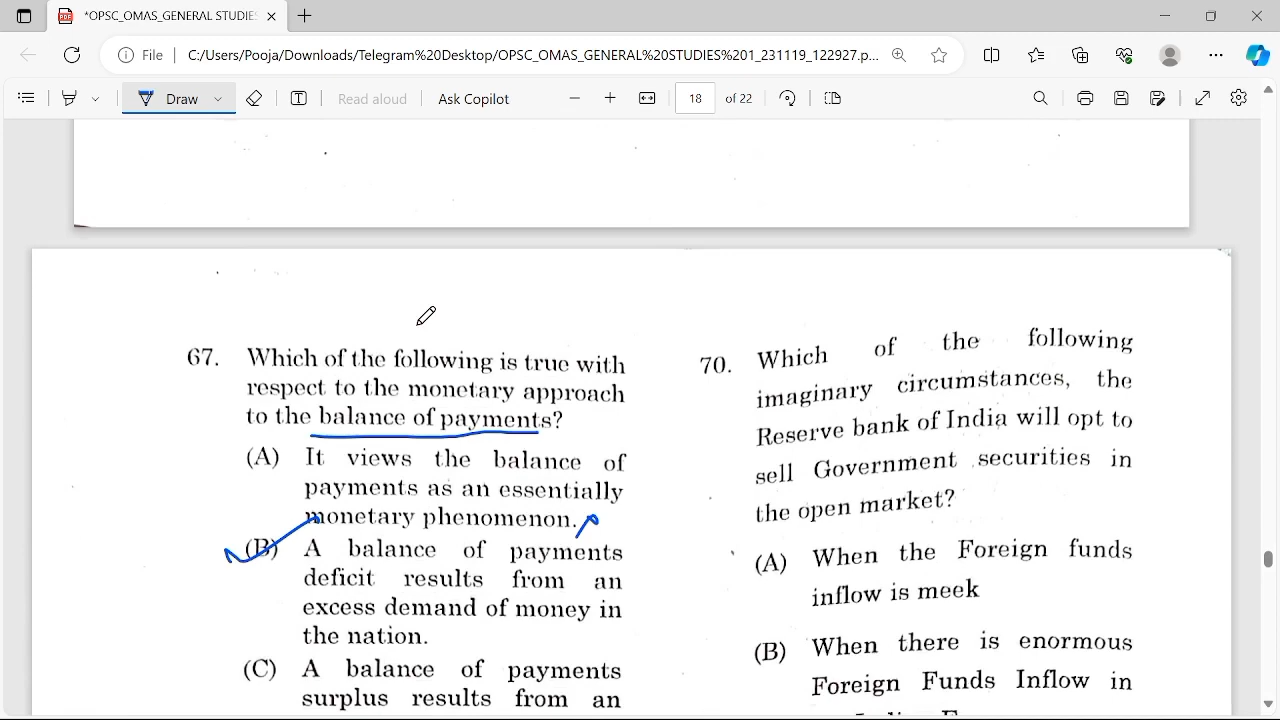 *OPSC_OMAS_GENERAL STUDIES
File
C:/Users/Pooja/Downloads/Telegram%20Desktop/OPSC_OMAS_GENERAL%20STUDIES%201_231119_122927.p...
Draw
Read aloud
Ask Copilot
18
of 22
67. Which of the following is true with
respect to the monetary approach
to the balance of payments?
(A) It views the balance of
payments as an essentially
monetary phenomenon.
(B) A balance of payments
deficit results from an
excess demand of money in
the nation.
(C) A balance of payments
surplus results from an
70. Which of the following
imaginary circumstances, the
Reserve bank of India will opt to
sell Government securities in
the open market?
(A) When the Foreign funds
inflow is meek
(B) When there is enormous
Foreign Funds Inflow in